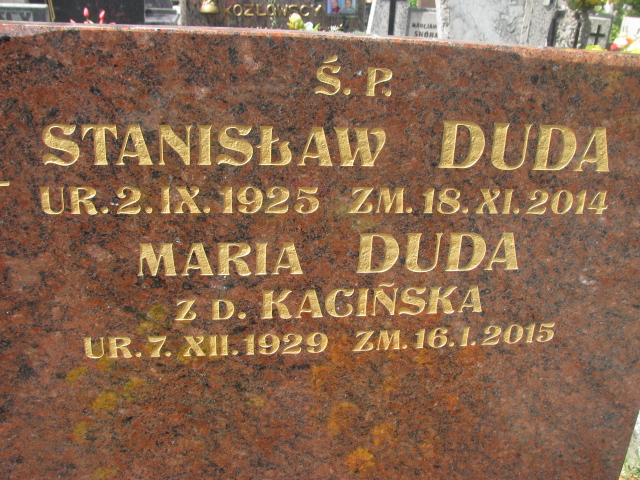 KOZŁOWSCY
Ś. P.
STANISŁAW DUDA
UR. 2. IX. 1925 ZM. 18. XI. 2014
MARIA DUDA
Z D. KACIŃSKA
UR. 7. XII. 1929 ZM. 16. I. 2015